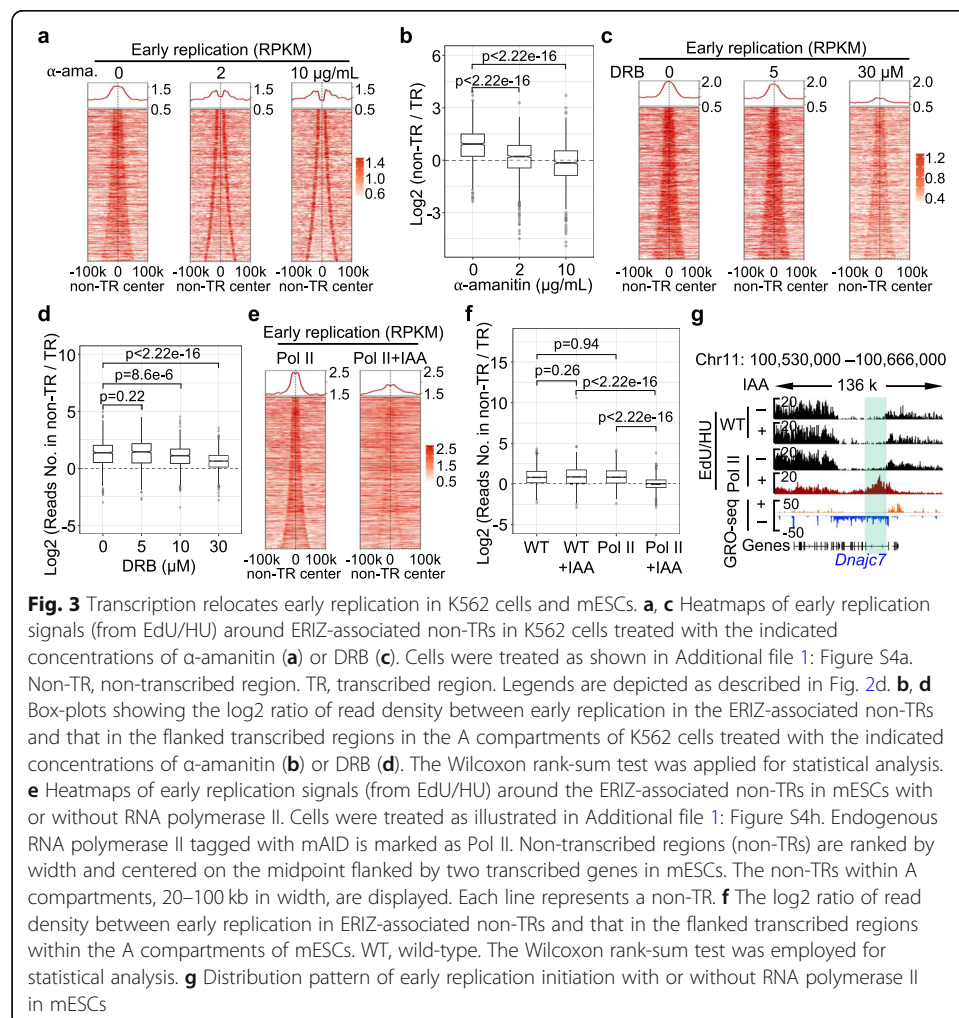 a
Early replication (RPKM)
α-ama. 0 2 10 µg/mL
1.5
0.5
1.5
0.5
1.5
0.5
1.4
1.0
0.6
-100k 0 100k
non-TR center
-100k 0 100k
non-TR center
-100k 0 100k
non-TR center
b
Log2 (non-TR / TR)
6
3
0
-3
p<2.22e-16
p<2.22e-16
0 2 10
α-amanitin (µg/mL)
c
Early replication (RPKM)
DRB 0 5 30 µM
2.0
0.5
2.0
0.5
2.0
0.5
1.2
0.8
0.4
-100k 0 100k
non-TR center
-100k 0 100k
non-TR center
-100k 0 100k
non-TR center
d
Log2 (Reads No. in non-TR / TR)
10
5
0
-5
p<2.22e-16
p=8.6e-6
p=0.22
0 5 10 30
DRB (µM)
e
Early replication (RPKM)
Pol II Pol II+IAA
2.5
1.5
2.5
1.5
2.5
1.5
0.5
100k 0 100k
non-TR center
100k 0 100k
non-TR center
f
Log2 (Reads No. in non-TR / TR)
15
10
5
0
-5
p=0.94
p=0.26
p<2.22e-16
p<2.22e-16
WT WT Pol II Pol II
+IAA +IAA
g
Chr11: 100,530,000 –100,666,000
IAA 136 k
EdU/HU
WT
− 20
+ 20
Pol II
− 20
+ 20
GRO-seq
+ 50
− -50
Genes
Dnajc7
Fig. 3 Transcription relocates early replication in K562 cells and mESCs. a, c Heatmaps of early replication
signals (from EdU/HU) around ERIZ-associated non-TRs in K562 cells treated with the indicated
concentrations of α-amanitin (a) or DRB (c). Cells were treated as shown in Additional file 1: Figure S4a.
Non-TR, non-transcribed region. TR, transcribed region. Legends are depicted as described in Fig. 2d. b, d
Box-plots showing the log2 ratio of read density between early replication in the ERIZ-associated non-TRs
and that in the flanked transcribed regions in the A compartments of K562 cells treated with the indicated
concentrations of α-amanitin (b) or DRB (d). The Wilcoxon rank-sum test was applied for statistical analysis.
e Heatmaps of early replication signals (from EdU/HU) around the ERIZ-associated non-TRs in mESCs with
or without RNA polymerase II. Cells were treated as illustrated in Additional file 1: Figure S4h. Endogenous
RNA polymerase II tagged with mAID is marked as Pol II. Non-transcribed regions (non-TRs) are ranked by
width and centered on the midpoint flanked by two transcribed genes in mESCs. The non-TRs within A
compartments, 20–100 kb in width, are displayed. Each line represents a non-TR. f The log2 ratio of read
density between early replication in ERIZ-associated non-TRs and that in the flanked transcribed regions
within the A compartments of mESCs. WT, wild-type. The Wilcoxon rank-sum test was employed for
statistical analysis. g Distribution pattern of early replication initiation with or without RNA polymerase II
in mESCs